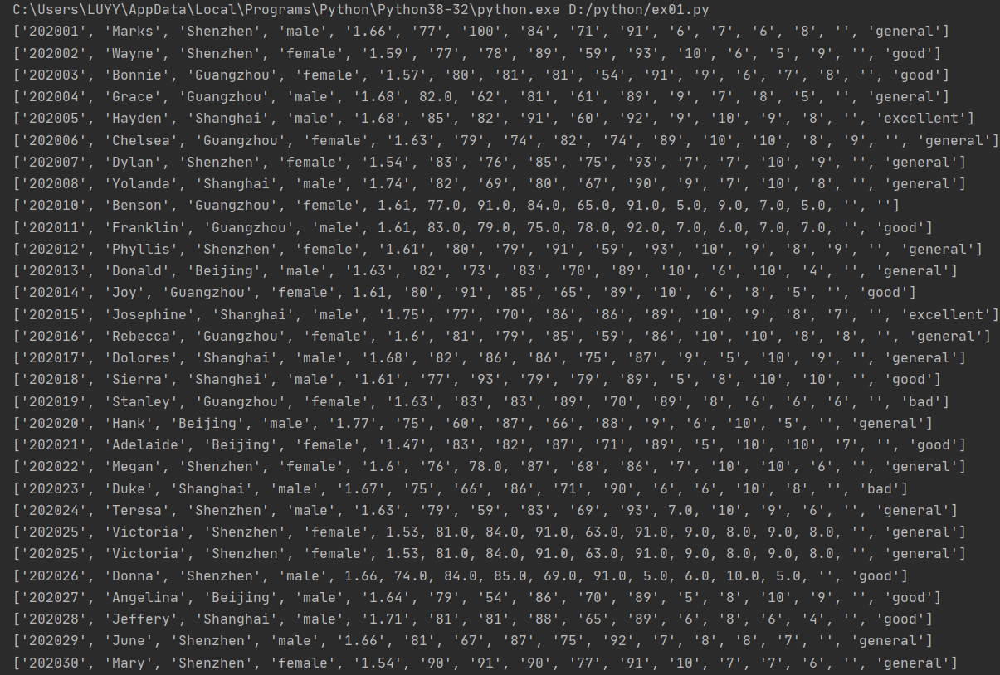 C:\Users\LUYY\AppData\Local\Programs\Python\Python38-32\python.exe D:/python/ex01.py
['202001', 'Marks', 'Shenzhen', 'male', '1.66', '77', '100', '84', '71', '91', '6', '7', '6', '8', '', 'general']
['202002', 'Wayne', 'Shenzhen', 'female', '1.59', '77', '78', '89', '59', '93', '10', '6', '5', '9', '', 'good']
['202003', 'Bonnie', 'Guangzhou', 'female', '1.57', '80', '81', '81', '54', '91', '9', '6', '7', '8', '', 'good']
['202004', 'Grace', 'Guangzhou', 'male', '1.68', 82.0, '62', '81', '61', '89', '9', '7', '8', '5', '', 'general']
['202005', 'Hayden', 'Shanghai', 'male', '1.68', '85', '82', '91', '60', '92', '9', '10', '9', '8', '', 'excellent']
['202006', 'Chelsea', 'Guangzhou', 'female', '1.63', '79', '74', '82', '74', '89', '10', '10', '8', '9', '', 'general']
['202007', 'Dylan', 'Shenzhen', 'female', '1.54', '83', '76', '85', '75', '93', '7', '7', '10', '9', '', 'general']
['202008', 'Yolanda', 'Shanghai', 'male', '1.74', '82', '69', '80', '67', '90', '9', '7', '10', '8', '', 'general']
['202010', 'Benson', 'Guangzhou', 'female', 1.61, 77.0, 91.0, 84.0, 65.0, 91.0, 5.0, 9.0, 7.0, 5.0, '', '']
['202011', 'Franklin', 'Guangzhou', 'male', 1.61, 83.0, 79.0, 75.0, 78.0, 92.0, 7.0, 6.0, 7.0, 7.0, '', 'good']
['202012', 'Phyllis', 'Shenzhen', 'female', '1.61', '80', '79', '91', '59', '93', '10', '9', '8', '9', '', 'general']
['202013', 'Donald', 'Beijing', 'male', '1.63', '82', '73', '83', '70', '89', '10', '6', '10', '4', '', 'general']
['202014', 'Joy', 'Guangzhou', 'female', 1.61, '80', '91', '85', '65', '89', '10', '6', '8', '5', '', 'good']
['202015', 'Josephine', 'Shanghai', 'male', '1.75', '77', '70', '86', '86', '89', '10', '9', '8', '7', '', 'excellent']
['202016', 'Rebecca', 'Guangzhou', 'female', '1.6', '81', '79', '85', '59', '86', '10', '10', '8', '8', '', 'general']
['202017', 'Dolores', 'Shanghai', 'male', '1.68', '82', '86', '86', '75', '87', '9', '5', '10', '9', '', 'general']
['202018', 'Sierra', 'Shanghai', 'male', '1.61', '77', '93', '79', '79', '89', '5', '8', '10', '10', '', 'good']
['202019', 'Stanley', 'Guangzhou', 'female', '1.63', '83', '83', '89', '70', '89', '8', '6', '6', '6', '', 'bad']
['202020', 'Hank', 'Beijing', 'male', '1.77', '75', '60', '87', '66', '88', '9', '6', '10', '5', '', 'general']
['202021', 'Adelaide', 'Beijing', 'female', '1.47', '83', '82', '87', '71', '89', '5', '10', '10', '7', '', 'good']
['202022', 'Megan', 'Shenzhen', 'female', '1.6', '76', 78.0, '87', '68', '86', '7', '10', '10', '6', '', 'general']
['202023', 'Duke', 'Shanghai', 'male', '1.67', '75', '66', '86', '71', '90', '6', '6', '10', '8', '', 'bad']
['202024', 'Teresa', 'Shenzhen', 'male', '1.63', '79', '59', '83', '69', '93', 7.0, '10', '9', '6', '', 'general']
['202025', 'Victoria', 'Shenzhen', 'female', 1.53, 81.0, 84.0, 91.0, 63.0, 91.0, 9.0, 8.0, 9.0, 8.0, '', 'general']
['202025', 'Victoria', 'Shenzhen', 'female', 1.53, 81.0, 84.0, 91.0, 63.0, 91.0, 9.0, 8.0, 9.0, 8.0, '', 'general']
['202026', 'Donna', 'Shenzhen', 'male', 1.66, 74.0, 84.0, 85.0, 69.0, 91.0, 5.0, 6.0, 10.0, 5.0, '', 'good']
['202027', 'Angelina', 'Beijing', 'male', '1.64', '79', '54', '86', '70', '89', '5', '8', '10', '9', '', 'good']
['202028', 'Jeffery', 'Shanghai', 'male', '1.71', '81', '81', '88', '65', '89', '6', '8', '6', '4', '', 'good']
['202029', 'June', 'Shenzhen', 'male', '1.66', '81', '67', '87', '75', '92', '7', '8', '8', '7', '', 'general']
['202030', 'Mary', 'Shenzhen', 'female', '1.54', '90', '91', '90', '77', '91', '10', '7', '7', '6', '', 'general']